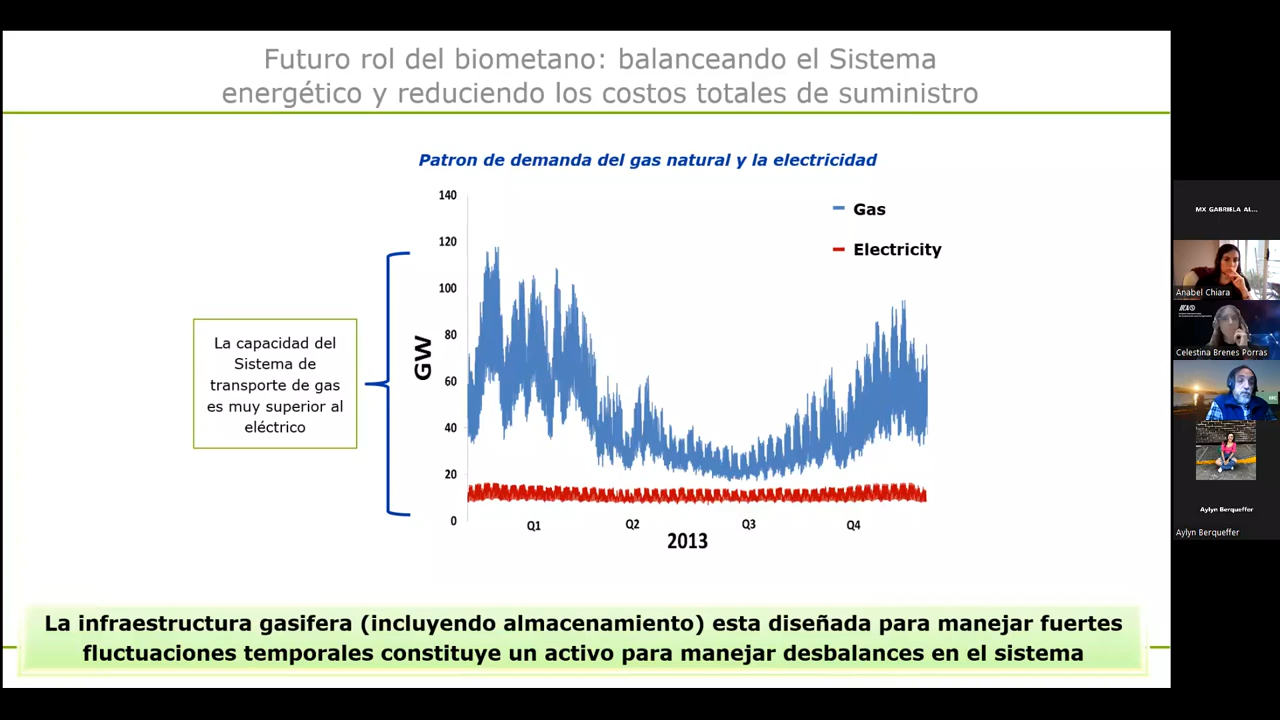 Futuro rol del biometano: balanceando el Sistema
energético y reduciendo los costos totales de suministro
Patron de demanda del gas natural y la electricidad
140
120
100
80
60
40
20
0
GW
Gas
Electricity
Q1
Q2
Q3
Q4
2013
La capacidad del
Sistema de
transporte de gas
es muy superior al
eléctrico
La infraestructura gasifera (incluyendo almacenamiento) esta diseñada para manejar fuertes
fluctuaciones temporales constituye un activo para manejar desbalances en el sistema
MX GABRIELA AL...
Anabel Chiara
Celestina Brenes Porras
Aylyn Berqueffer
Aylyn Berqueffer